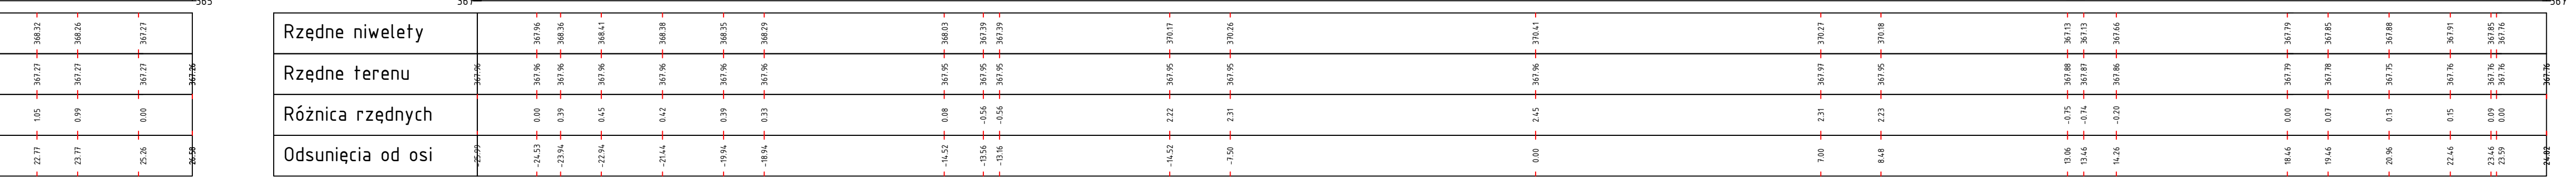 365
367
367
368.32 368.26 367.27
367.27 367.27 367.27 367.26
1.05 0.99 0.00
22.77 23.77 25.26 26.58
Rzędne niwelety 367.96 368.36 368.41 368.38 368.35 368.29 368.03 367.39 367.39 370.17 370.26 370.41 370.27 370.18 367.13 367.13 367.66 367.79 367.85 367.88 367.91 367.85 367.76
Rzędne terenu 367.96 367.96 367.96 367.96 367.96 367.96 367.96 367.95 367.95 367.95 367.95 367.95 367.96 367.97 367.95 367.88 367.87 367.86 367.79 367.78 367.75 367.76 367.76 367.76 367.76
Różnica rzędnych 0.00 0.39 0.45 0.42 0.39 0.33 0.08 -0.56 -0.56 2.22 2.31 2.45 2.31 2.23 -0.75 -0.74 -0.20 0.00 0.07 0.13 0.15 0.09 0.00
Odsunięcia od osi -25.99 -24.53 -23.94 -22.94 -21.44 -19.94 -18.94 -14.52 -13.56 -13.16 -14.52 -7.50 0.00 7.00 8.48 13.06 13.46 14.26 18.46 19.46 20.96 22.46 23.46 23.59 24.82